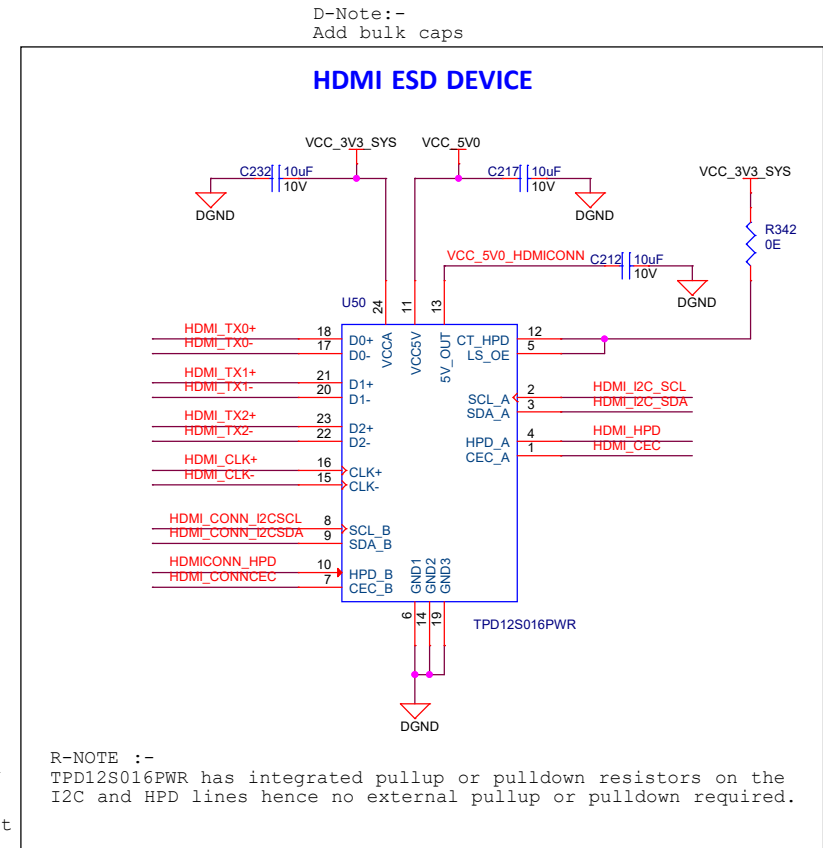 D-Note:-
Add bulk caps
HDMI ESD DEVICE
VCC_3V3_SYS
VCC_5V0
C232
10uF
10V
DGND
C217
10uF
10V
DGND
VCC_3V3_SYS
R342
0E
VCC_5V0_HDMICONN
C212
10uF
10V
DGND
U50
24
11
13
VCCA
VCC5V
5V_OUT
HDMI_TX0+
18
D0+
HDMI_TX0-
17
D0-
HDMI_TX1+
21
D1+
HDMI_TX1-
20
D1-
HDMI_TX2+
23
D2+
HDMI_TX2-
22
D2-
HDMI_CLK+
16
CLK+
HDMI_CLK-
15
CLK-
HDMI_CONN_I2CSCL
8
SCL_B
HDMI_CONN_I2CSDA
9
SDA_B
HDMICONN_HPD
10
HPD_B
HDMI_CONNCEC
7
CEC_B
CT_HPD
12
LS_OE
5
SCL_A
2
HDMI_I2C_SCL
SDA_A
3
HDMI_I2C_SDA
HPD_A
4
HDMI_HPD
CEC_A
1
HDMI_CEC
GND1
GND2
GND3
6
14
19
TPD12S016PWR
DGND
R-NOTE :-
TPD12S016PWR has integrated pullup or pulldown resistors on the
I2C and HPD lines hence no external pullup or pulldown required.
t